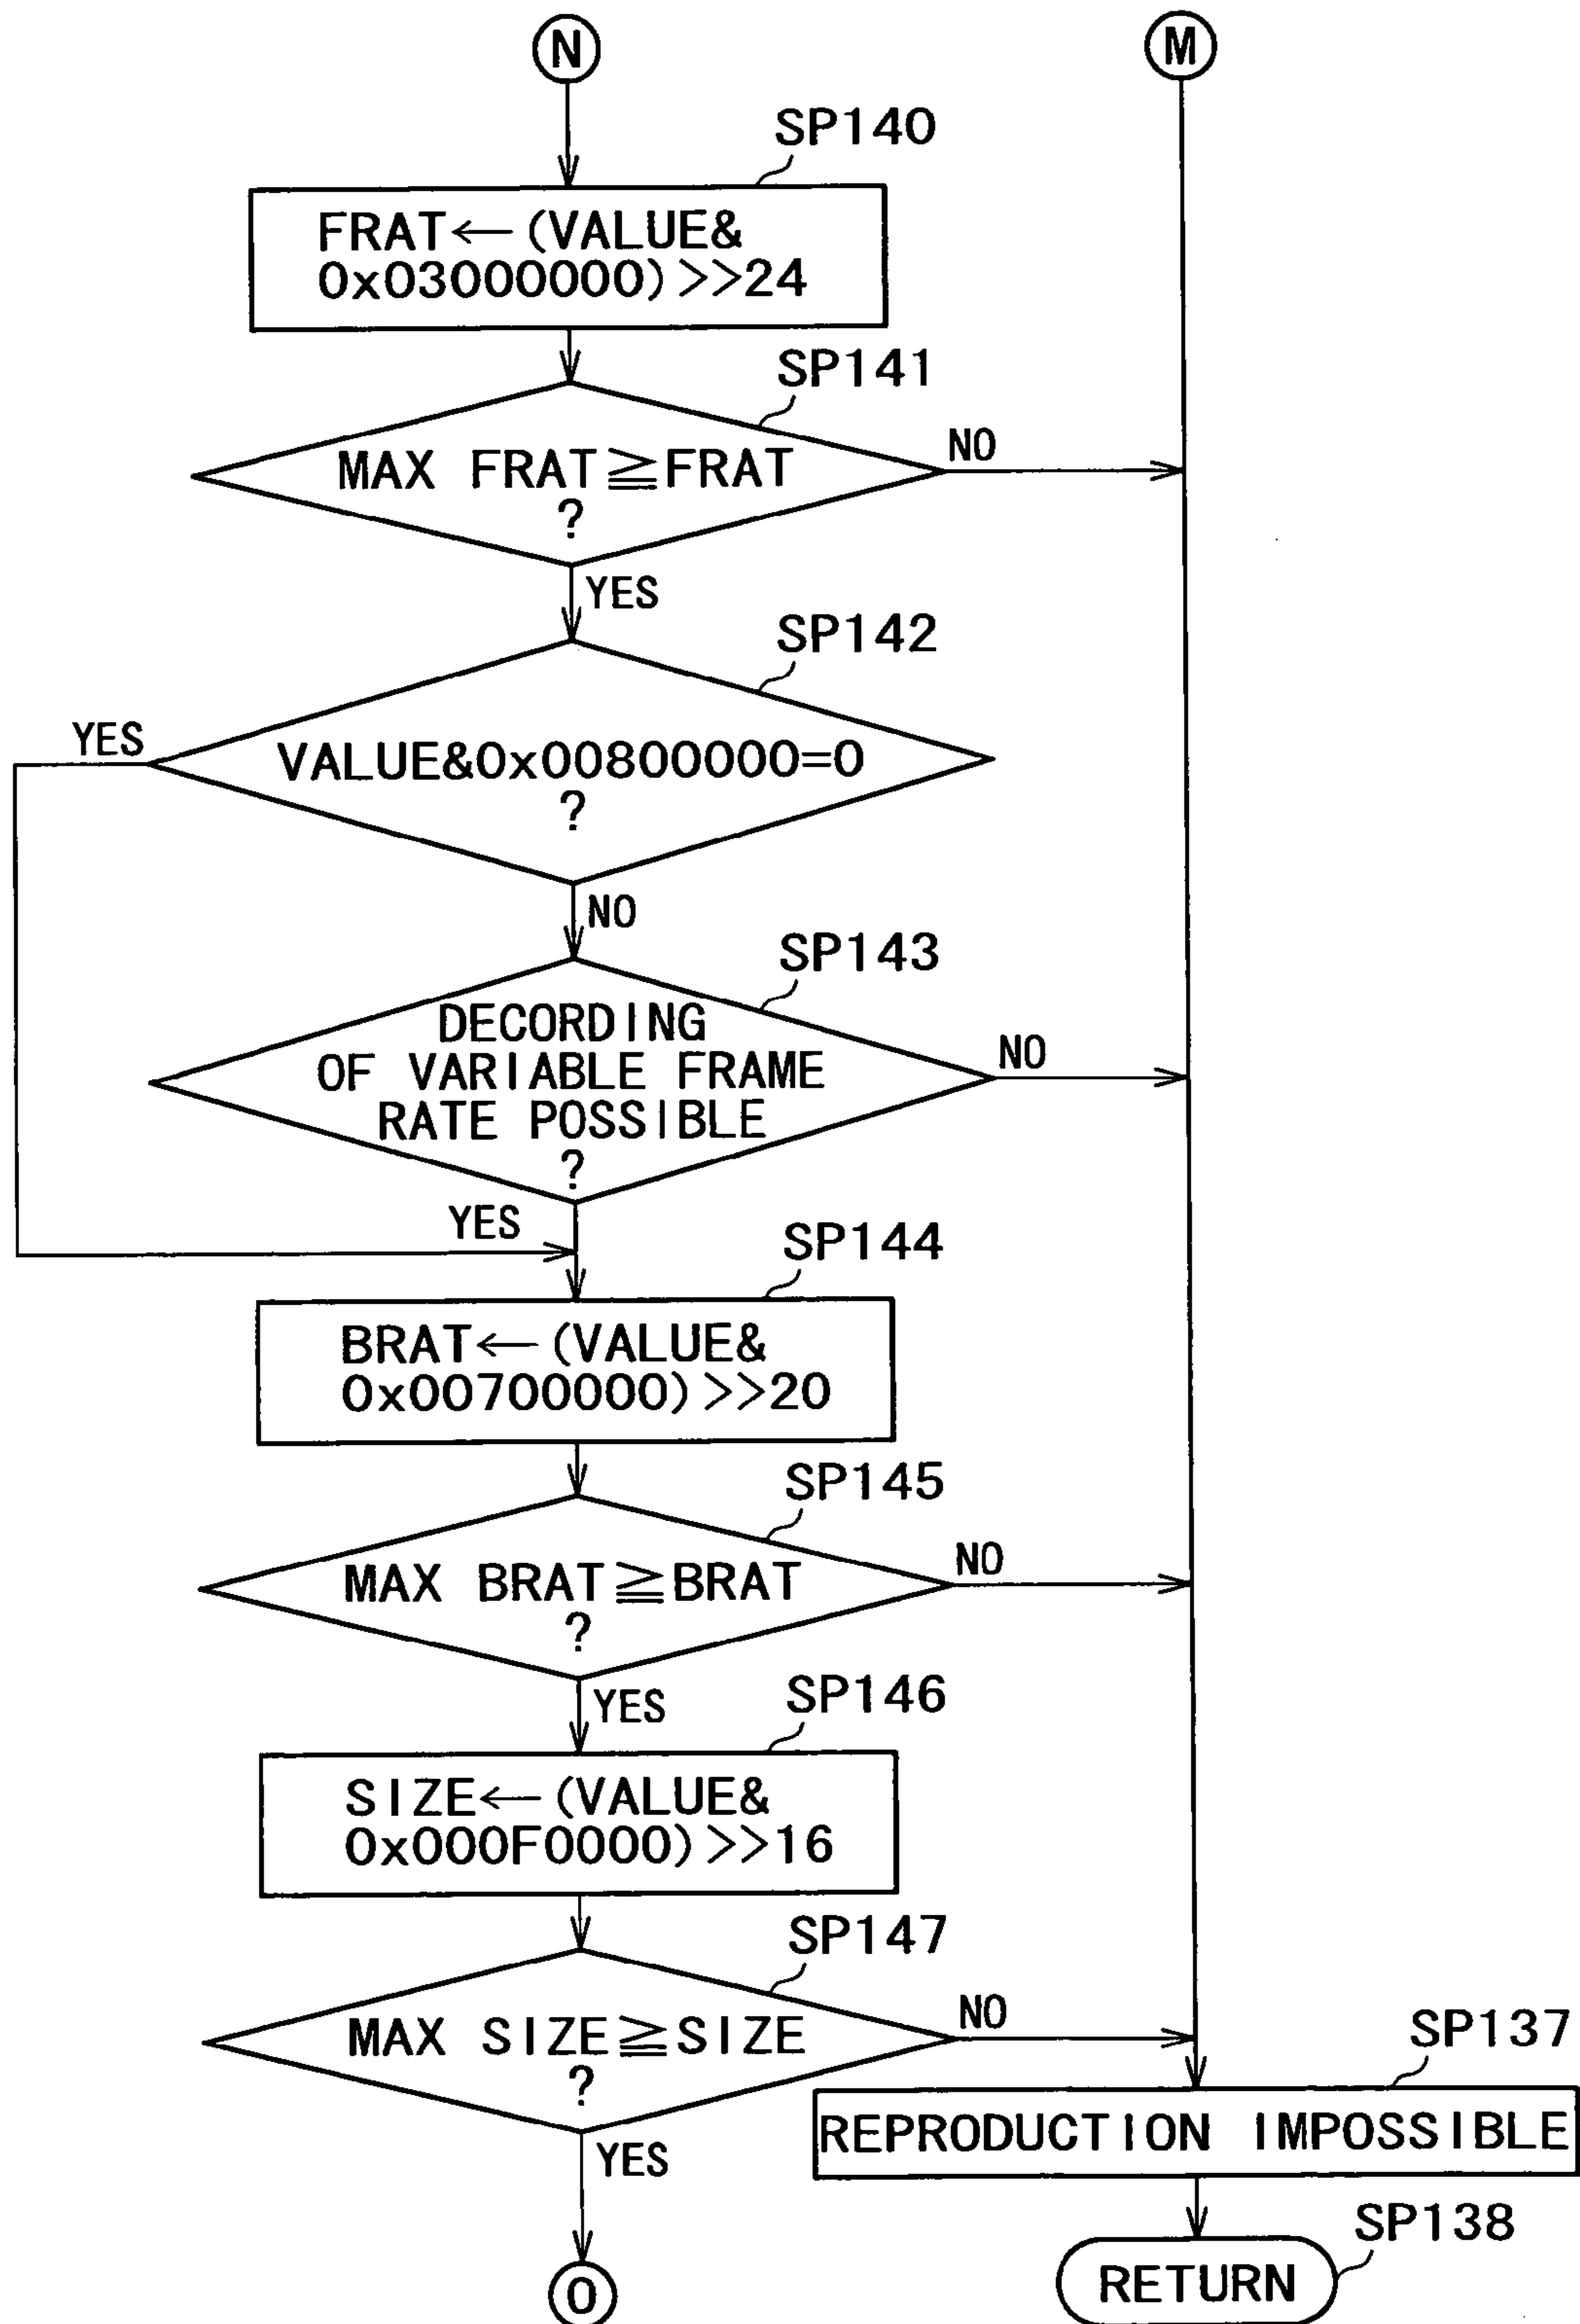 N
M
SP140
FRAT←(VALUE&
0x03000000)>>24
SP141
MAX FRAT≧FRAT
?
NO
YES
SP142
YES
VALUE&0x00800000=0
?
NO
SP143
DECORDING
OF VARIABLE FRAME
RATE POSSIBLE
?
NO
YES
SP144
BRAT←(VALUE&
0x00700000)>>20
SP145
MAX BRAT≧BRAT
?
NO
YES
SP146
SIZE←(VALUE&
0x000F0000)>>16
SP147
MAX SIZE≧SIZE
?
NO
YES
SP137
REPRODUCTION IMPOSSIBLE
SP138
RETURN
O